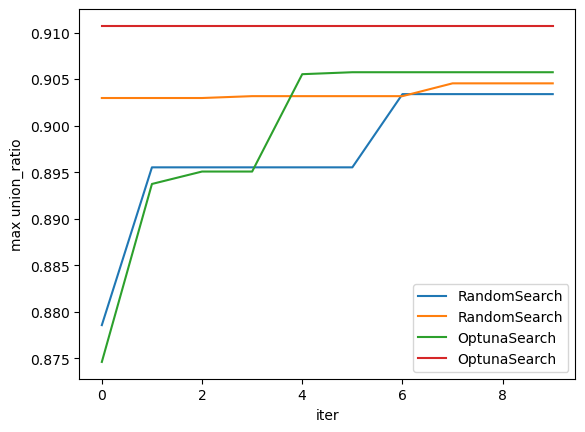 0.910
0.905
0.900
0.895
0.890
0.885
0.880
0.875
max union_ratio
RandomSearch
RandomSearch
OptunaSearch
OptunaSearch
0 2 4 6 8
iter